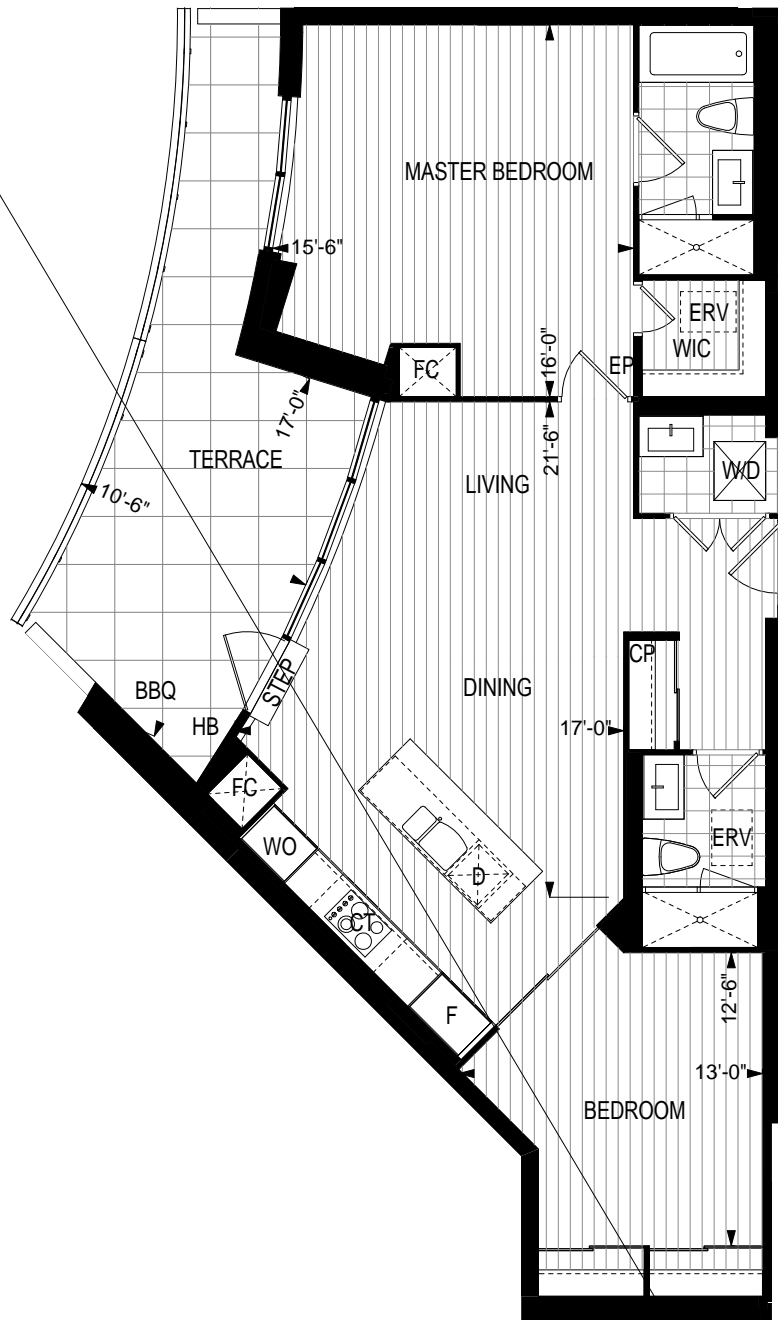 MASTER BEDROOM
15'-6"
ERV
WIC
16'-0"
EP
FC
17'-0"
21'-6"
TERRACE
LIVING
W/D
10'-6"
CP
STEP
DINING
BBQ
HB
17'-0"
FC
WO
ERV
D
CT
F
12'-6"
13'-0"
BEDROOM